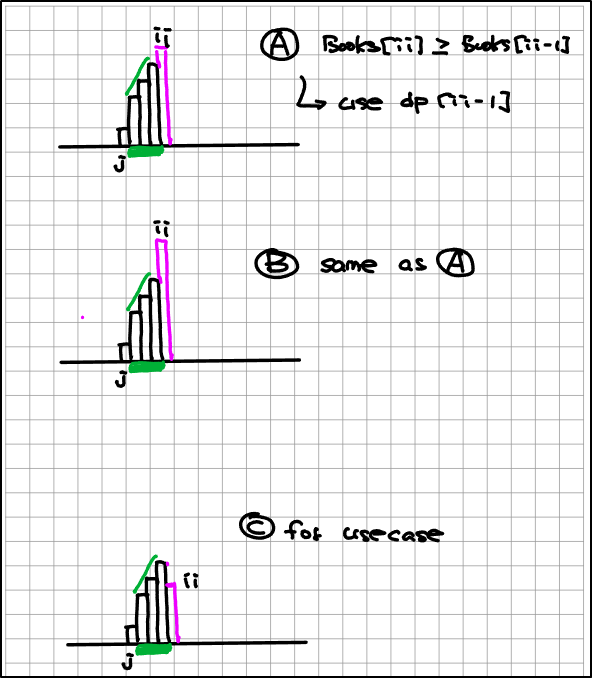 ii
Ⓐ Books[ii] ≥ Books[ii-1]
↳ use dp[ii-1]
j
ii
Ⓑ same as Ⓐ
j
Ⓒ for usecase
ii
j